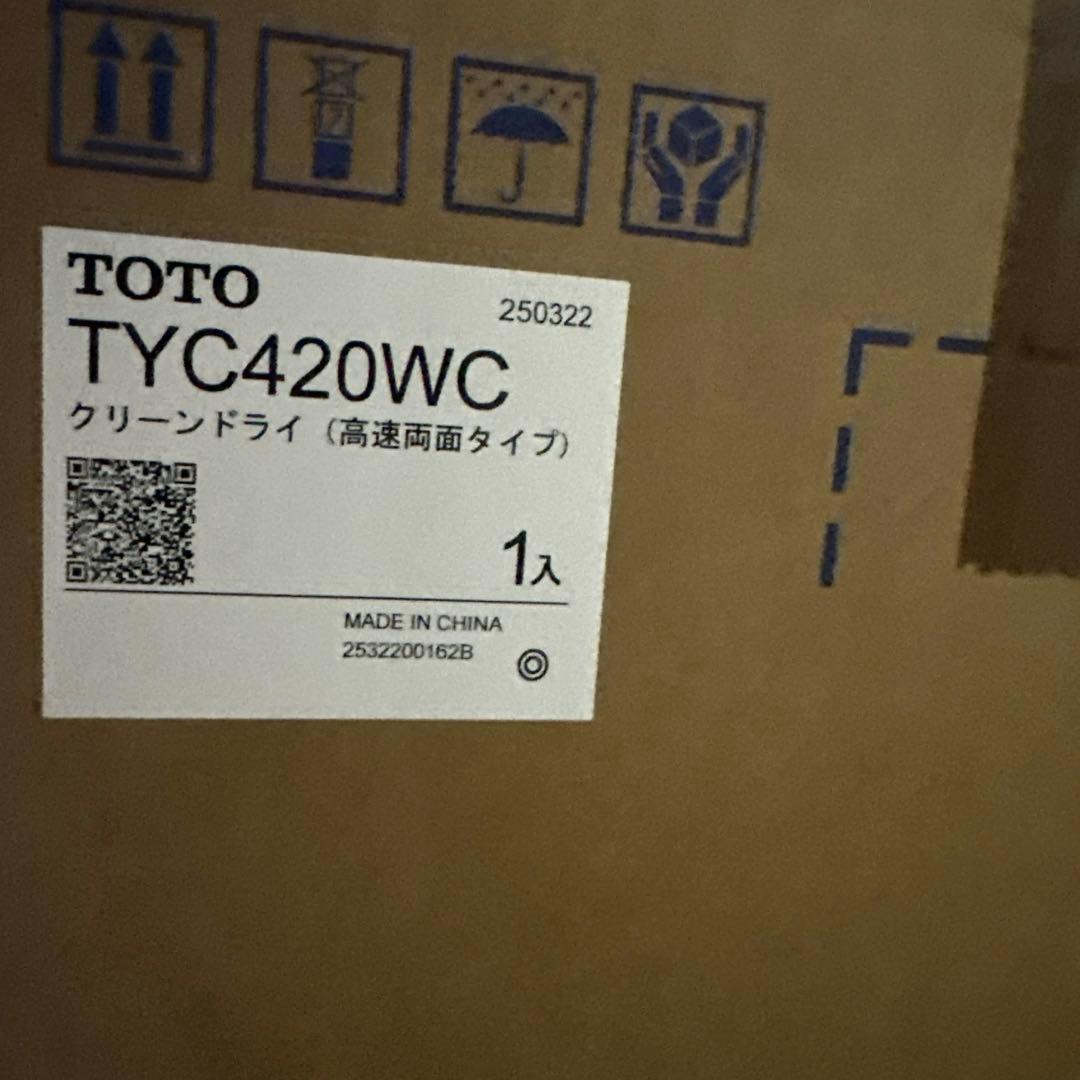 TOTO
250322
TYC420WC
クリーンドライ（高速両面タイプ）
1入
MADE IN CHINA
2532200162B